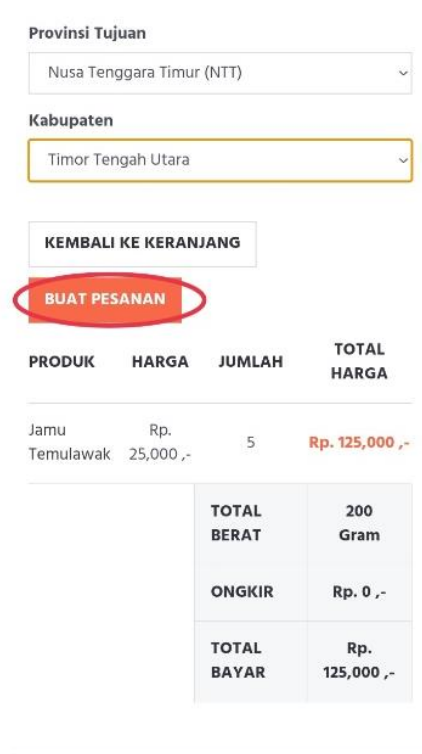 Provinsi Tujuan
Nusa Tenggara Timur (NTT)
Kabupaten
Timor Tengah Utara
KEMBALI KE KERANJANG
BUAT PESANAN
PRODUK HARGA JUMLAH TOTAL HARGA
Jamu Temulawak Rp. 25,000 ,- 5 Rp. 125,000 ,-
TOTAL BERAT 200 Gram
ONGKIR Rp. 0 ,-
TOTAL BAYAR Rp. 125,000 ,-